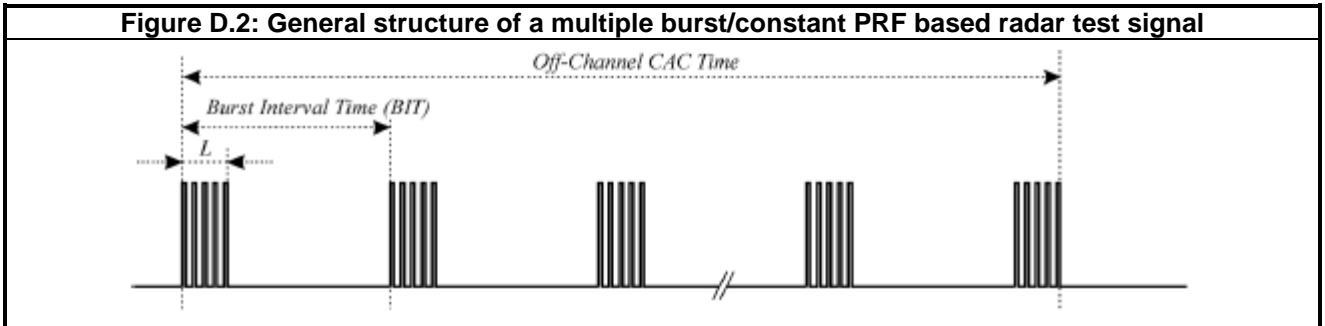 Figure D.2: General structure of a multiple burst/constant PRF based radar test signal
Off-Channel CAC Time
Burst Interval Time (BIT)
L